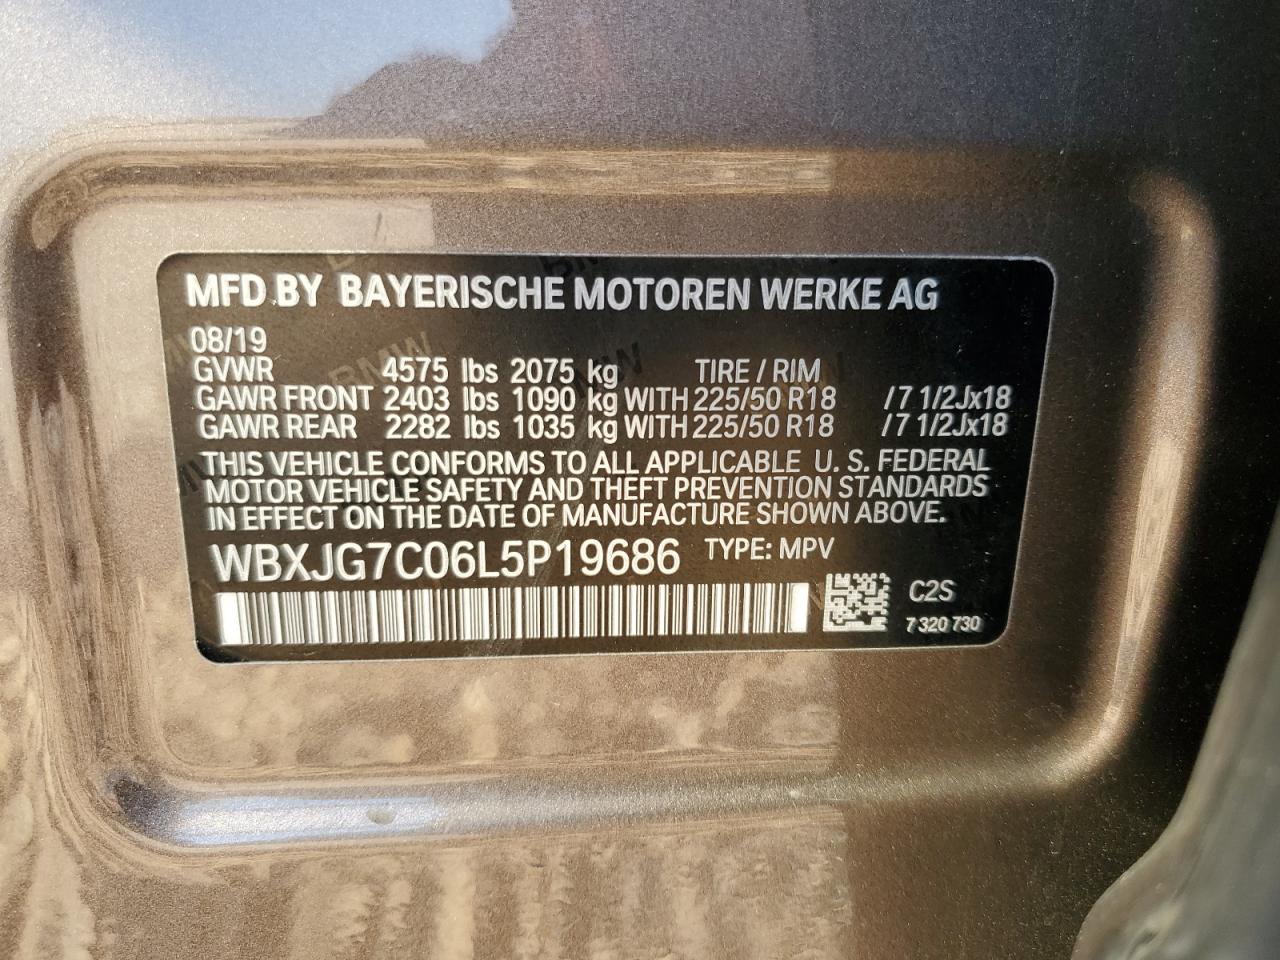 MFD.BY BAYERISCHE MOTOREN WERKE AG
08/19
GVWR 4575 lbs 2075 kg TIRE / RIM
GAWR FRONT 2403 lbs 1090 kg WITH 225/50 R18 /7 1/2Jx18
GAWR REAR 2282 lbs 1035 kg WITH 225/50 R18 /7 1/2Jx18
THIS VEHICLE CONFORMS TO ALL APPLICABLE U. S. FEDERAL
MOTOR VEHICLE SAFETY AND THEFT PREVENTION STANDARDS
IN EFFECT ON THE DATE OF MANUFACTURE SHOWN ABOVE.
WBXJG7C06L5P19686 TYPE: MPV
C2S
7 320 730